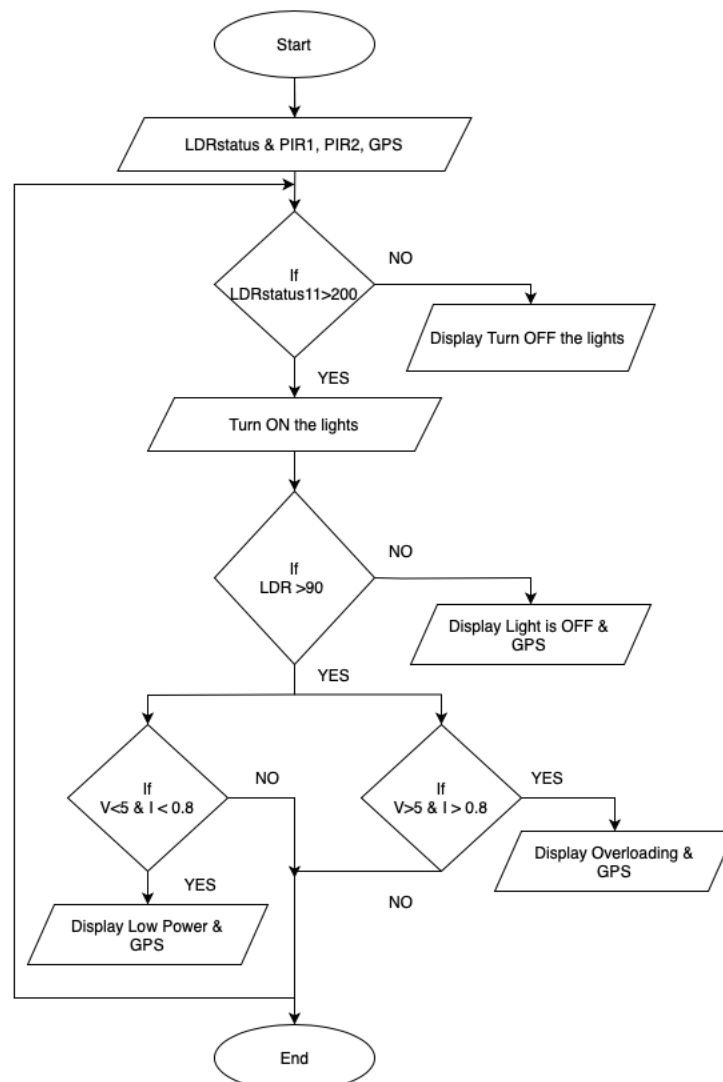 Start
LDRstatus & PIR1, PIR2, GPS
If
LDRstatus11>200
NO
Display Turn OFF the lights
YES
Turn ON the lights
If
LDR >90
NO
Display Light is OFF &
GPS
YES
If
V<5 & I < 0.8
NO
If
V>5 & I > 0.8
YES
Display Overloading &
GPS
YES
NO
Display Low Power &
GPS
End